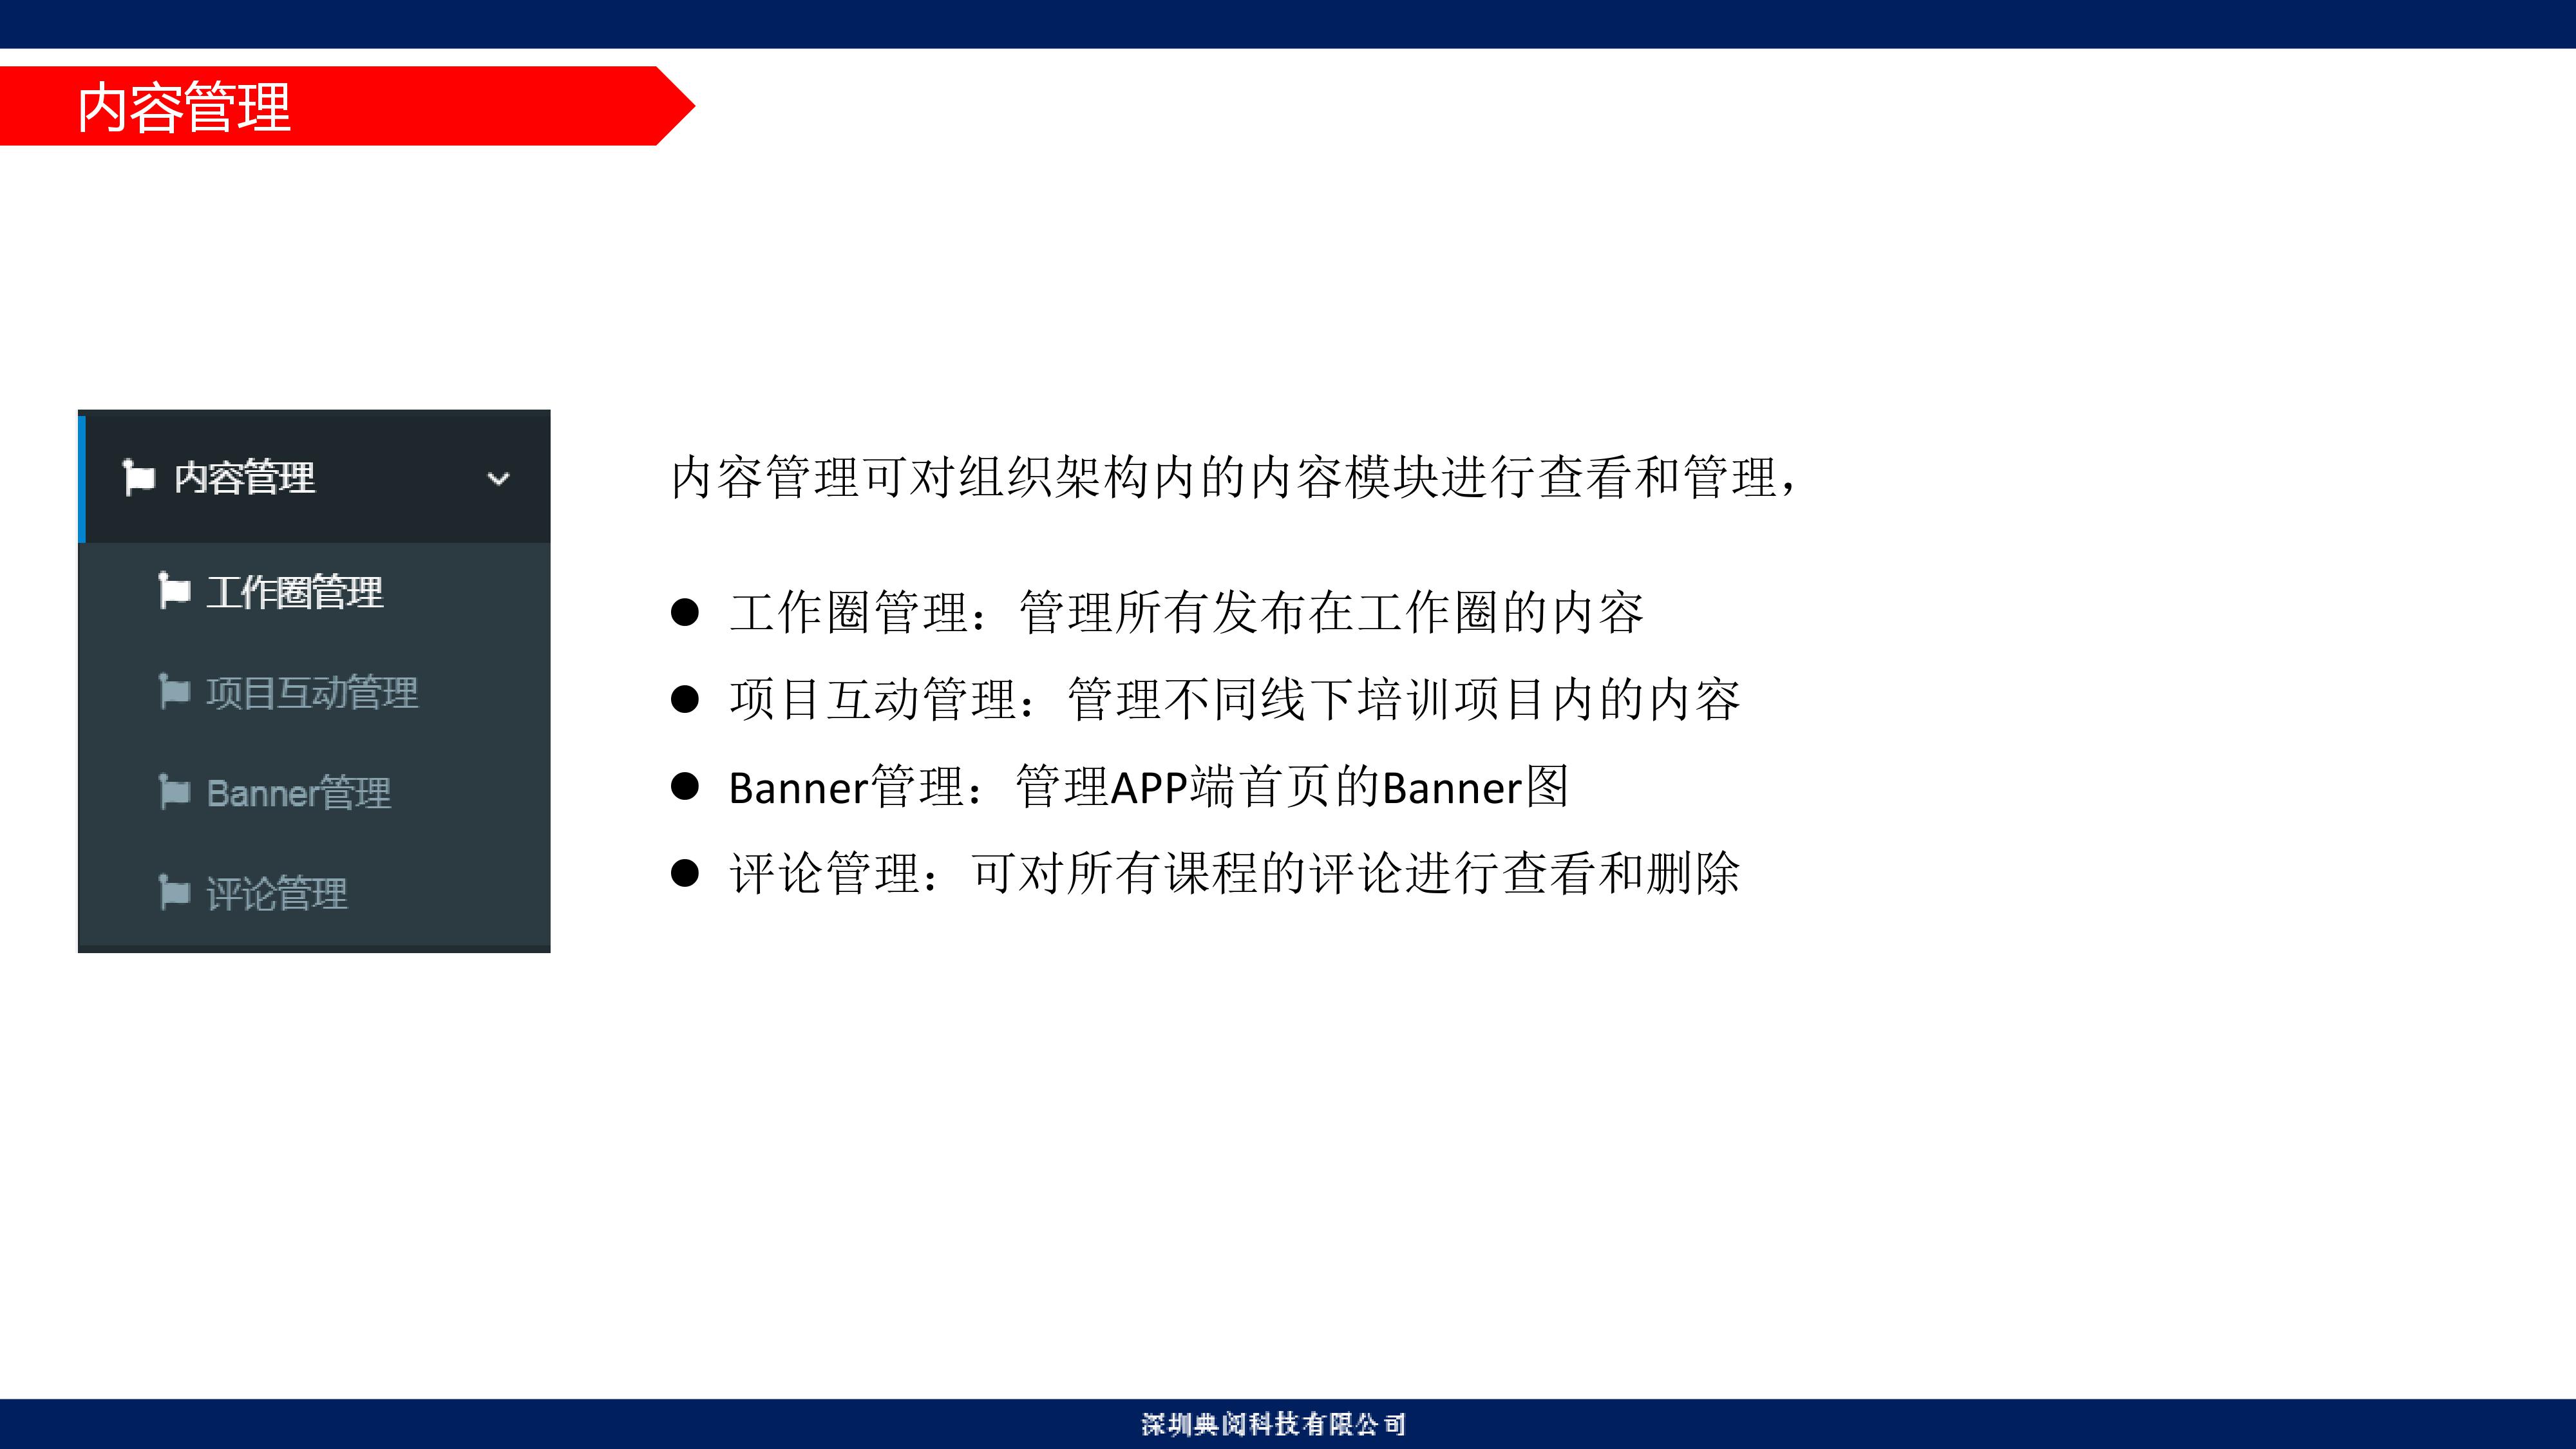 内容管理
内容管理
工作圈管理
项目互动管理
Banner管理
评论管理
内容管理可对组织架构内的内容模块进行查看和管理，
工作圈管理：管理所有发布在工作圈的内容
项目互动管理：管理不同线下培训项目内的内容
Banner管理：管理APP端首页的Banner图
评论管理：可对所有课程的评论进行查看和删除
深圳典阅科技有限公司